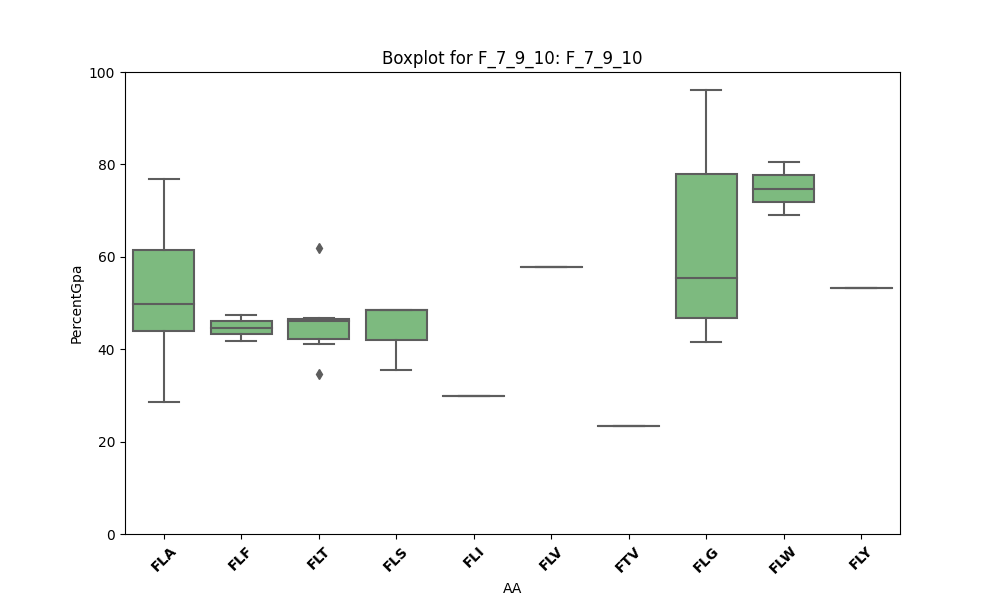 Boxplot for F_7_9_10: F_7_9_10
PercentGpa
100
80
60
40
20
0
FLA
FLF
FLT
FLS
FLI
FLV
FTV
FLG
FLW
FLY
AA